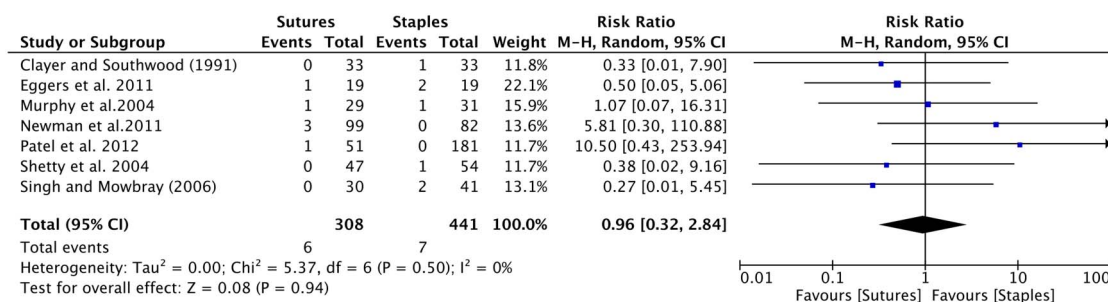 Sutures Staples Risk Ratio Risk Ratio
Study or Subgroup Events Total Events Total Weight M-H, Random, 95% CI M-H, Random, 95% CI
Clayer and Southwood (1991) 0 33 1 33 11.8% 0.33 [0.01, 7.90]
Eggers et al. 2011 1 19 2 19 22.1% 0.50 [0.05, 5.06]
Murphy et al.2004 1 29 1 31 15.9% 1.07 [0.07, 16.31]
Newman et al.2011 3 99 0 82 13.6% 5.81 [0.30, 110.88]
Patel et al. 2012 1 51 0 181 11.7% 10.50 [0.43, 253.94]
Shetty et al. 2004 0 47 1 54 11.7% 0.38 [0.02, 9.16]
Singh and Mowbray (2006) 0 30 2 41 13.1% 0.27 [0.01, 5.45]
Total (95% CI) 308 441 100.0% 0.96 [0.32, 2.84]
Total events 6 7
Heterogeneity: Tau² = 0.00; Chi² = 5.37, df = 6 (P = 0.50); I² = 0%
Test for overall effect: Z = 0.08 (P = 0.94)
0.01 0.1 1 10 100
Favours [Sutures] Favours [Staples]